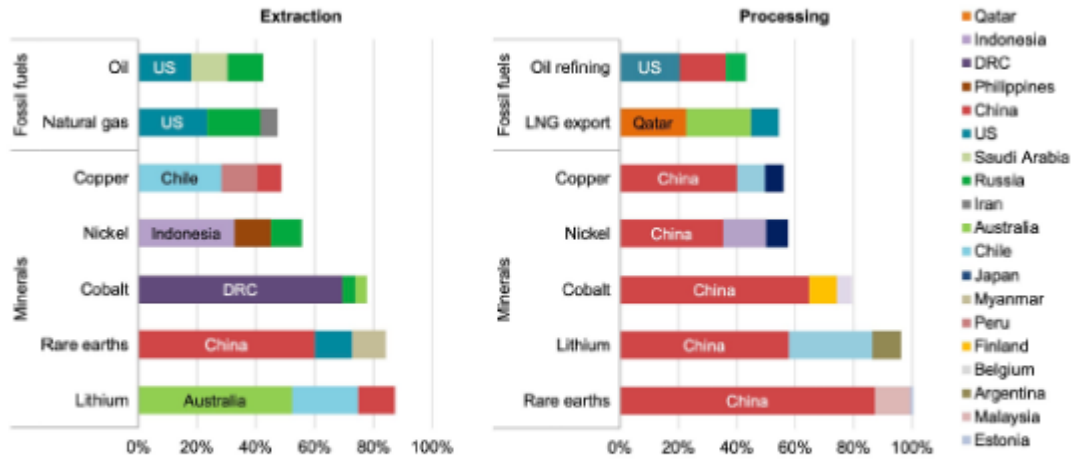 Extraction
Fossil fuels
Oil
US
Natural gas
US
Minerals
Copper
Chile
Nickel
Indonesia
Cobalt
DRC
Rare earths
China
Lithium
Australia
0% 20% 40% 60% 80% 100%
Processing
Fossil fuels
Oil refining
US
LNG export
Qatar
Minerals
Copper
China
Nickel
China
Cobalt
China
Lithium
China
Rare earths
China
0% 20% 40% 60% 80% 100%
Qatar
Indonesia
DRC
Philippines
China
US
Saudi Arabia
Russia
Iran
Australia
Chile
Japan
Myanmar
Peru
Finland
Belgium
Argentina
Malaysia
Estonia